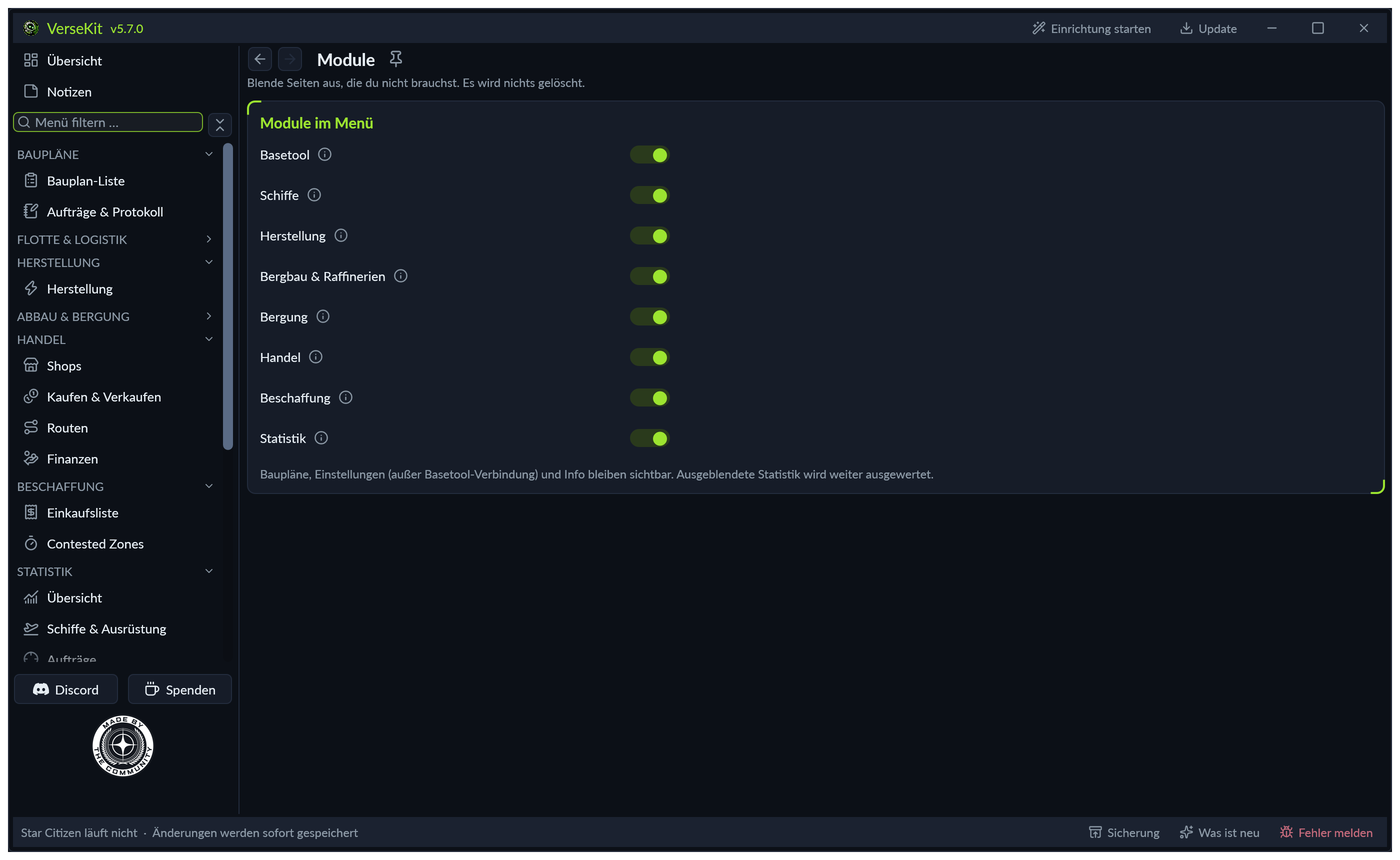 VerseKit v5.7.0
Einrichtung starten
Update
Übersicht
Notizen
Menü filtern ...
BAUPLÄNE
Bauplan-Liste
Aufträge & Protokoll
FLOTTE & LOGISTIK
HERSTELLUNG
Herstellung
ABBAU & BERGUNG
HANDEL
Shops
Kaufen & Verkaufen
Routen
Finanzen
BESCHAFFUNG
Einkaufsliste
Contested Zones
STATISTIK
Übersicht
Schiffe & Ausrüstung
Aufträge
Discord
Spenden
MADE BY
THE COMMUNITY
Module
Blende Seiten aus, die du nicht brauchst. Es wird nichts gelöscht.
Module im Menü
Basetool
Schiffe
Herstellung
Bergbau & Raffinerien
Bergung
Handel
Beschaffung
Statistik
Baupläne, Einstellungen (außer Basetool-Verbindung) und Info bleiben sichtbar. Ausgeblendete Statistik wird weiter ausgewertet.
Star Citizen läuft nicht · Änderungen werden sofort gespeichert
Sicherung
Was ist neu
Fehler melden